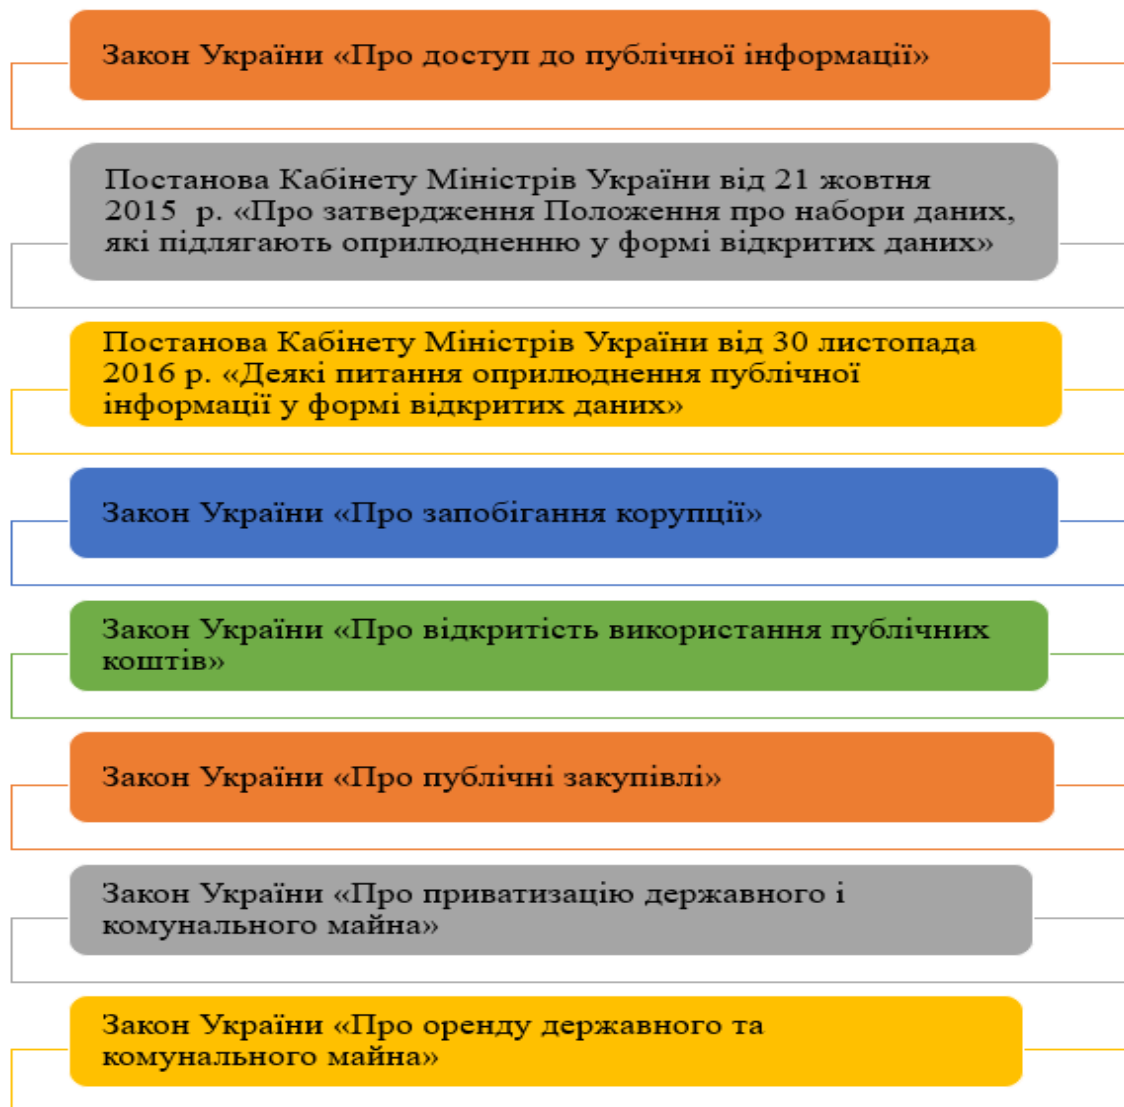 Закон України «Про доступ до публічної інформації»
Постанова Кабінету Міністрів України від 21 жовтня
2015 р. «Про затвердження Положення про набори даних,
які підлягають оприлюдненню у формі відкритих даних»
Постанова Кабінету Міністрів України від 30 листопада
2016 р. «Деякі питання оприлюднення публічної
інформації у формі відкритих даних»
Закон України «Про запобігання корупції»
Закон України «Про відкритість використання публічних
коштів»
Закон України «Про публічні закупівлі»
Закон України «Про приватизацію державного і
комунального майна»
Закон України «Про оренду державного та
комунального майна»